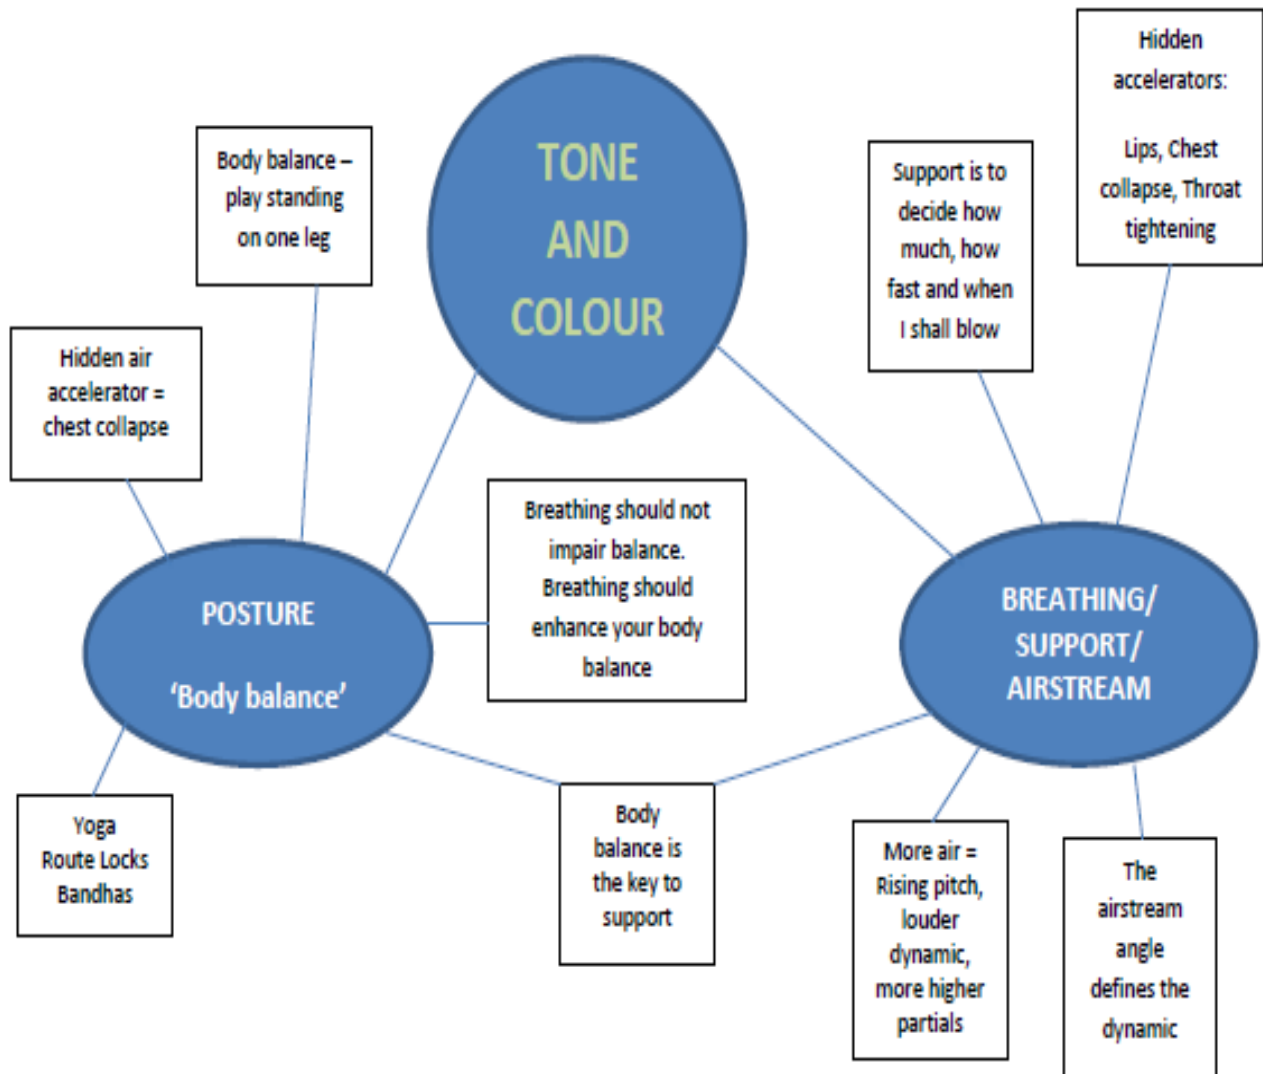 TONE
AND
COLOUR
Body balance –
play standing
on one leg
Hidden air
accelerator =
chest collapse
POSTURE
‘Body balance’
Breathing should not
impair balance.
Breathing should
enhance your body
balance
Yoga
Route Locks
Bandhas
Body
balance is
the key to
support
Support is to
decide how
much, how
fast and when
I shall blow
Hidden
accelerators:
Lips, Chest
collapse, Throat
tightening
BREATHING/
SUPPORT/
AIRSTREAM
More air =
Rising pitch,
louder
dynamic,
more higher
partials
The
airstream
angle
defines the
dynamic